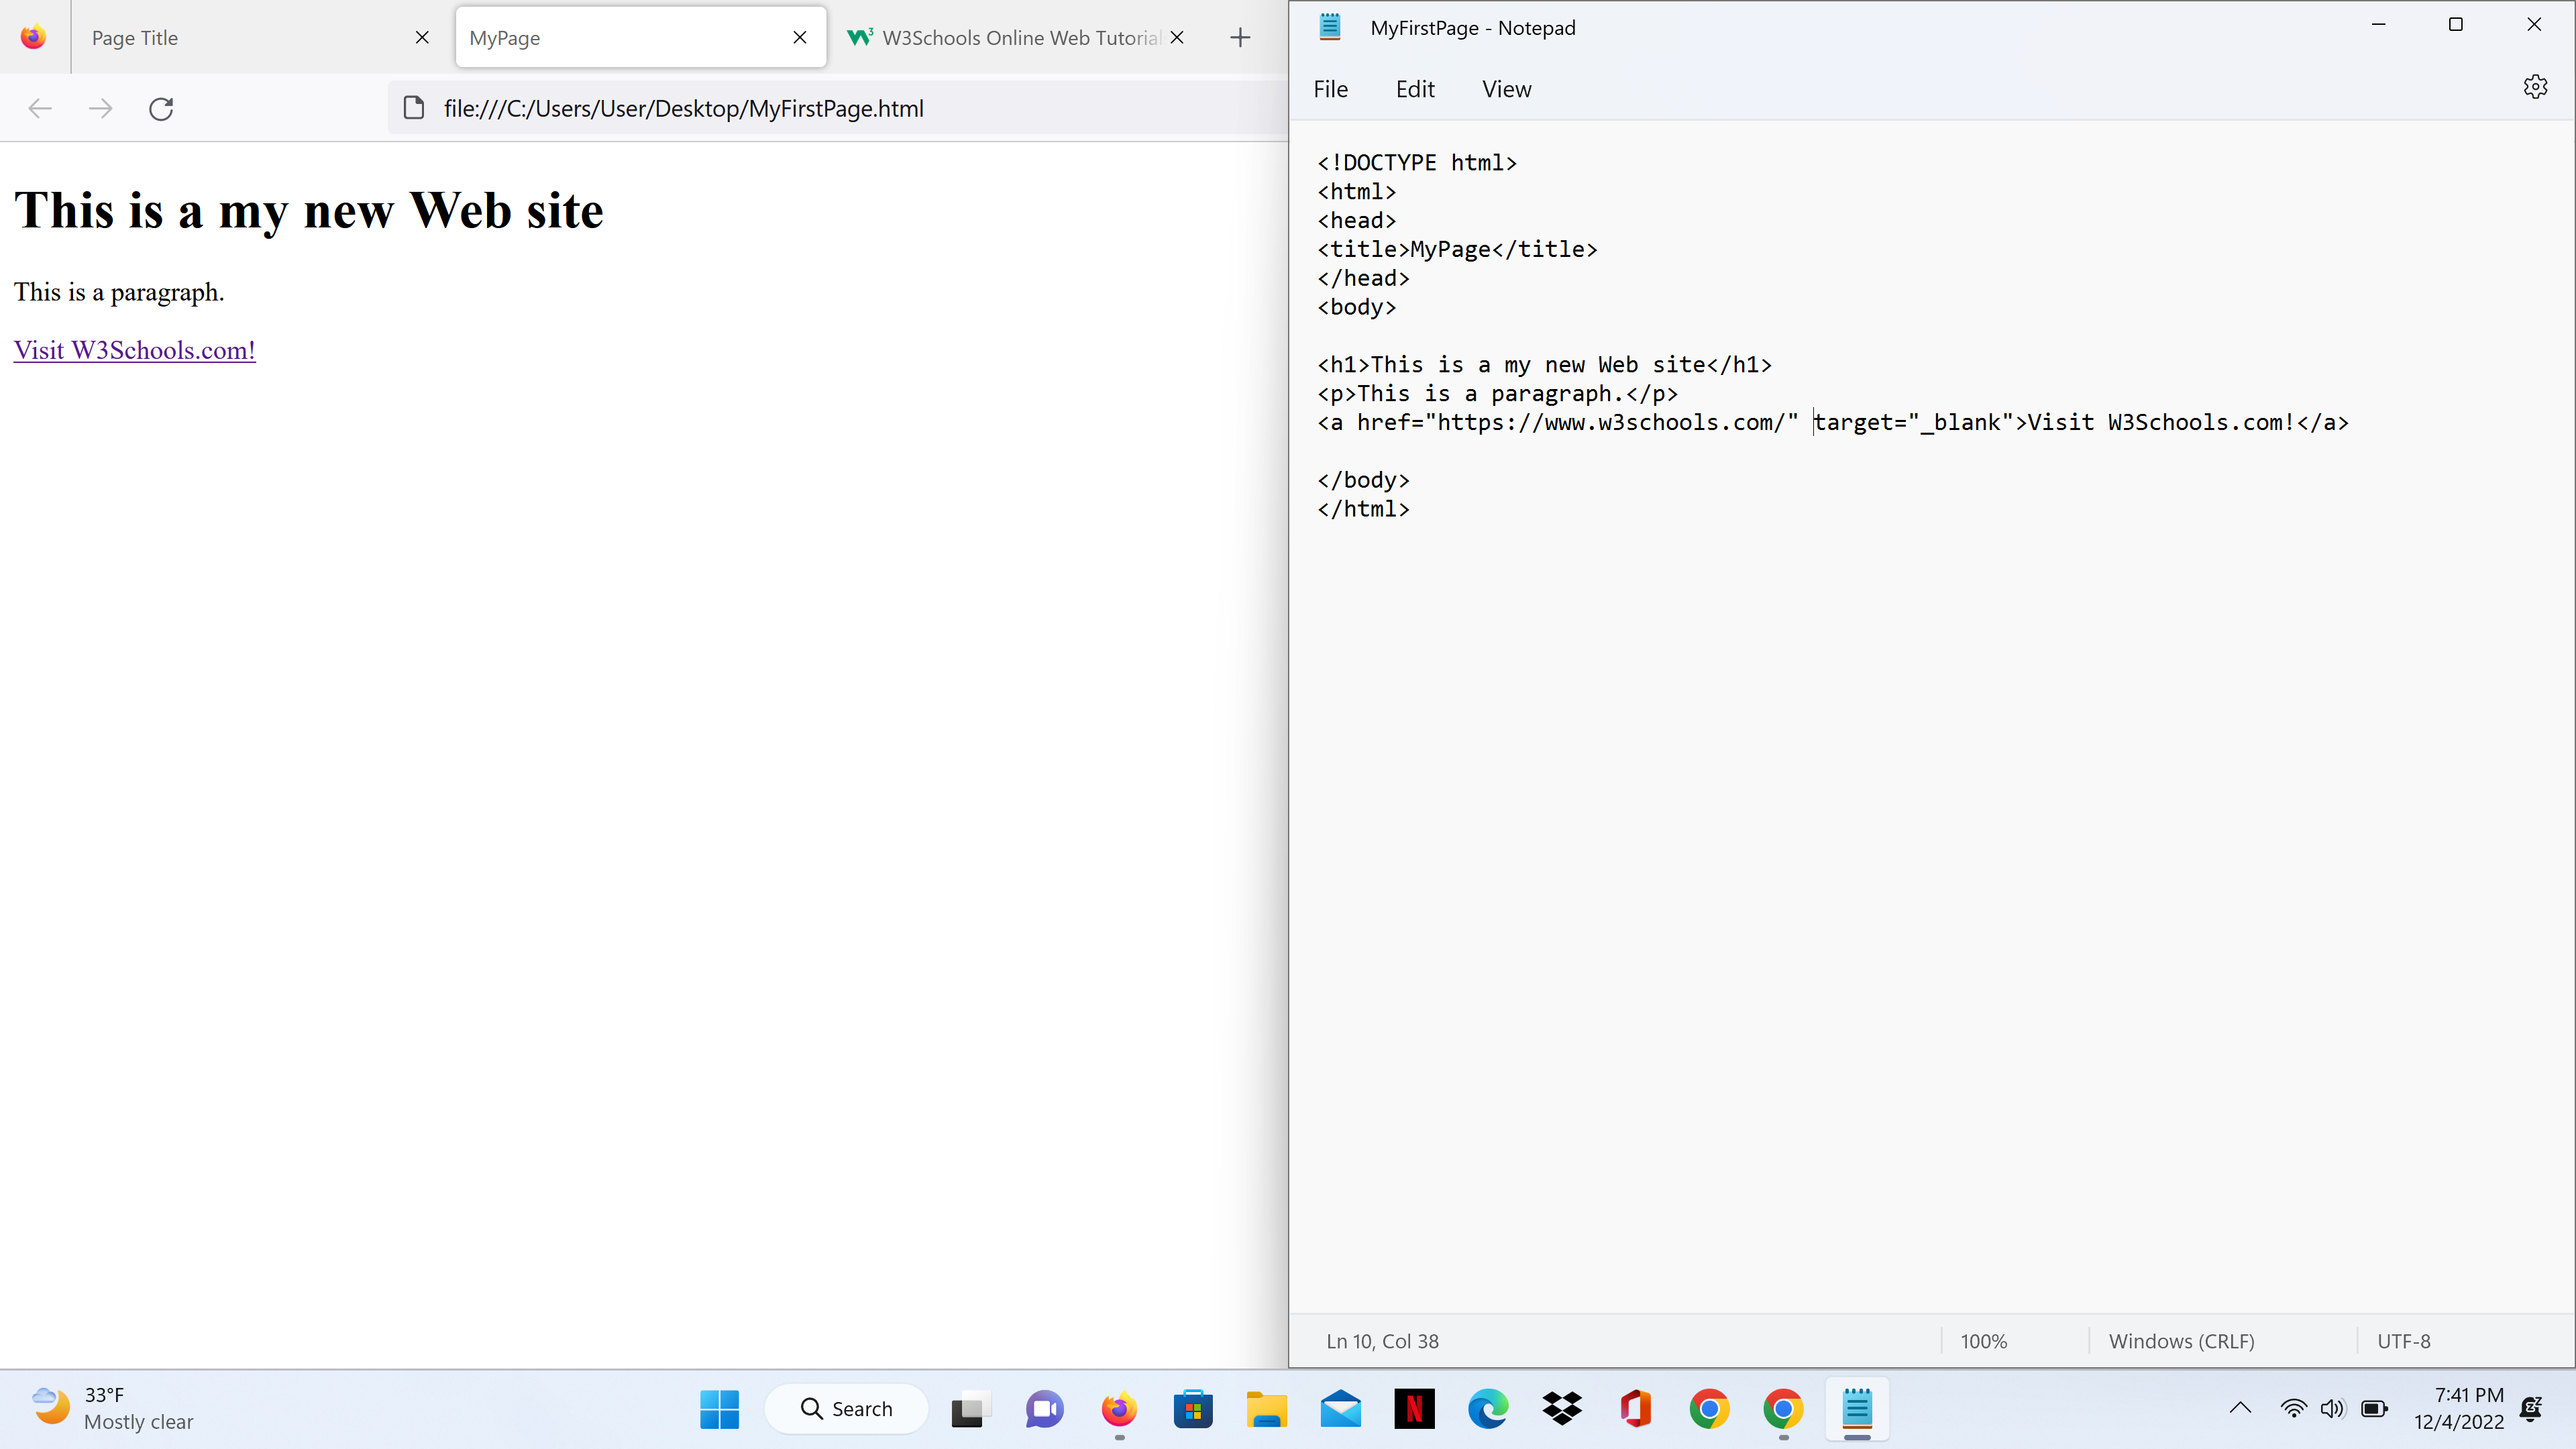 Page Title
MyPage
W3Schools Online Web Tutorial
file:///C:/Users/User/Desktop/MyFirstPage.html
This is a my new Web site
This is a paragraph.
Visit W3Schools.com!
MyFirstPage - Notepad
File Edit View
<!DOCTYPE html>
<html>
<head>
<title>MyPage</title>
</head>
<body>
<h1>This is a my new Web site</h1>
<p>This is a paragraph.</p>
<a href="https://www.w3schools.com/" target="_blank">Visit W3Schools.com!</a>
</body>
</html>
Ln 10, Col 38 100% Windows (CRLF) UTF-8
33°F
Mostly clear
Search
N
7:41 PM
12/4/2022